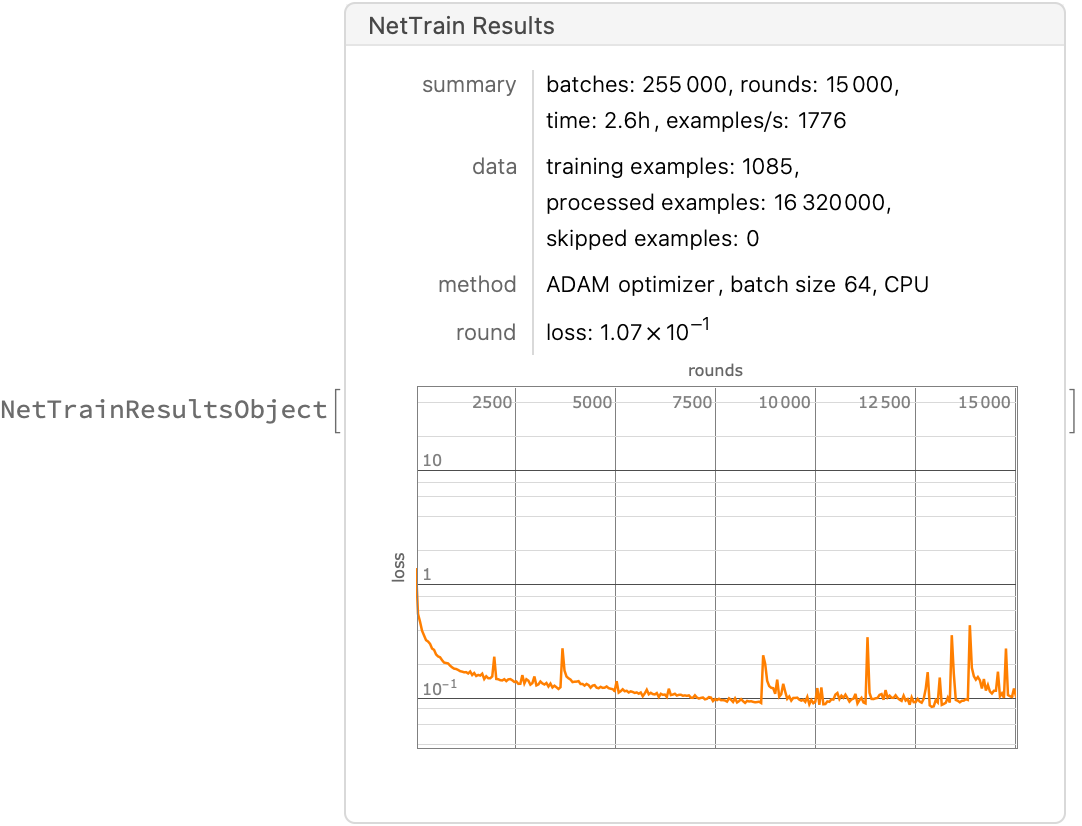 NetTrain Results
summary
batches: 255 000, rounds: 15 000,
time: 2.6h, examples/s: 1776
data
training examples: 1085,
processed examples: 16 320 000,
skipped examples: 0
method
ADAM optimizer, batch size 64, CPU
round
loss: 1.07×10⁻¹
NetTrainResultsObject[
]
rounds
2500 5000 7500 10 000 12 500 15 000
10
loss
1
10⁻¹